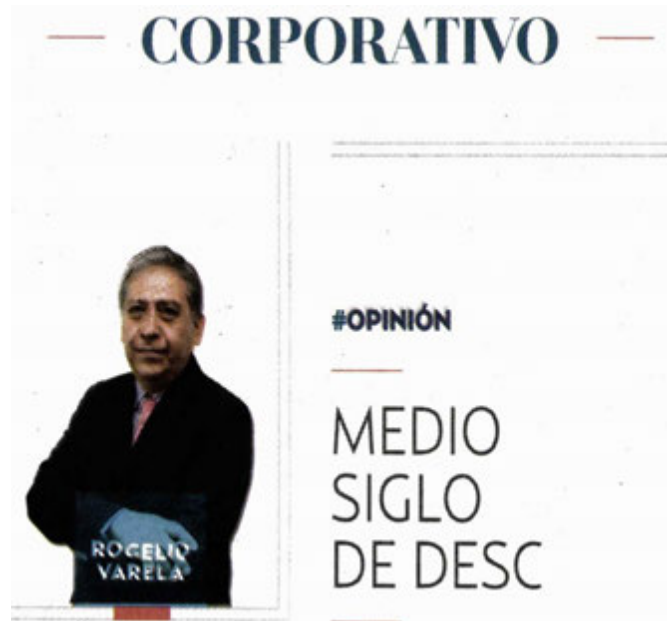 CORPORATIVO
ROGELIO
VARELA
#OPINIÓN
MEDIO
SIGLO
DE DESC